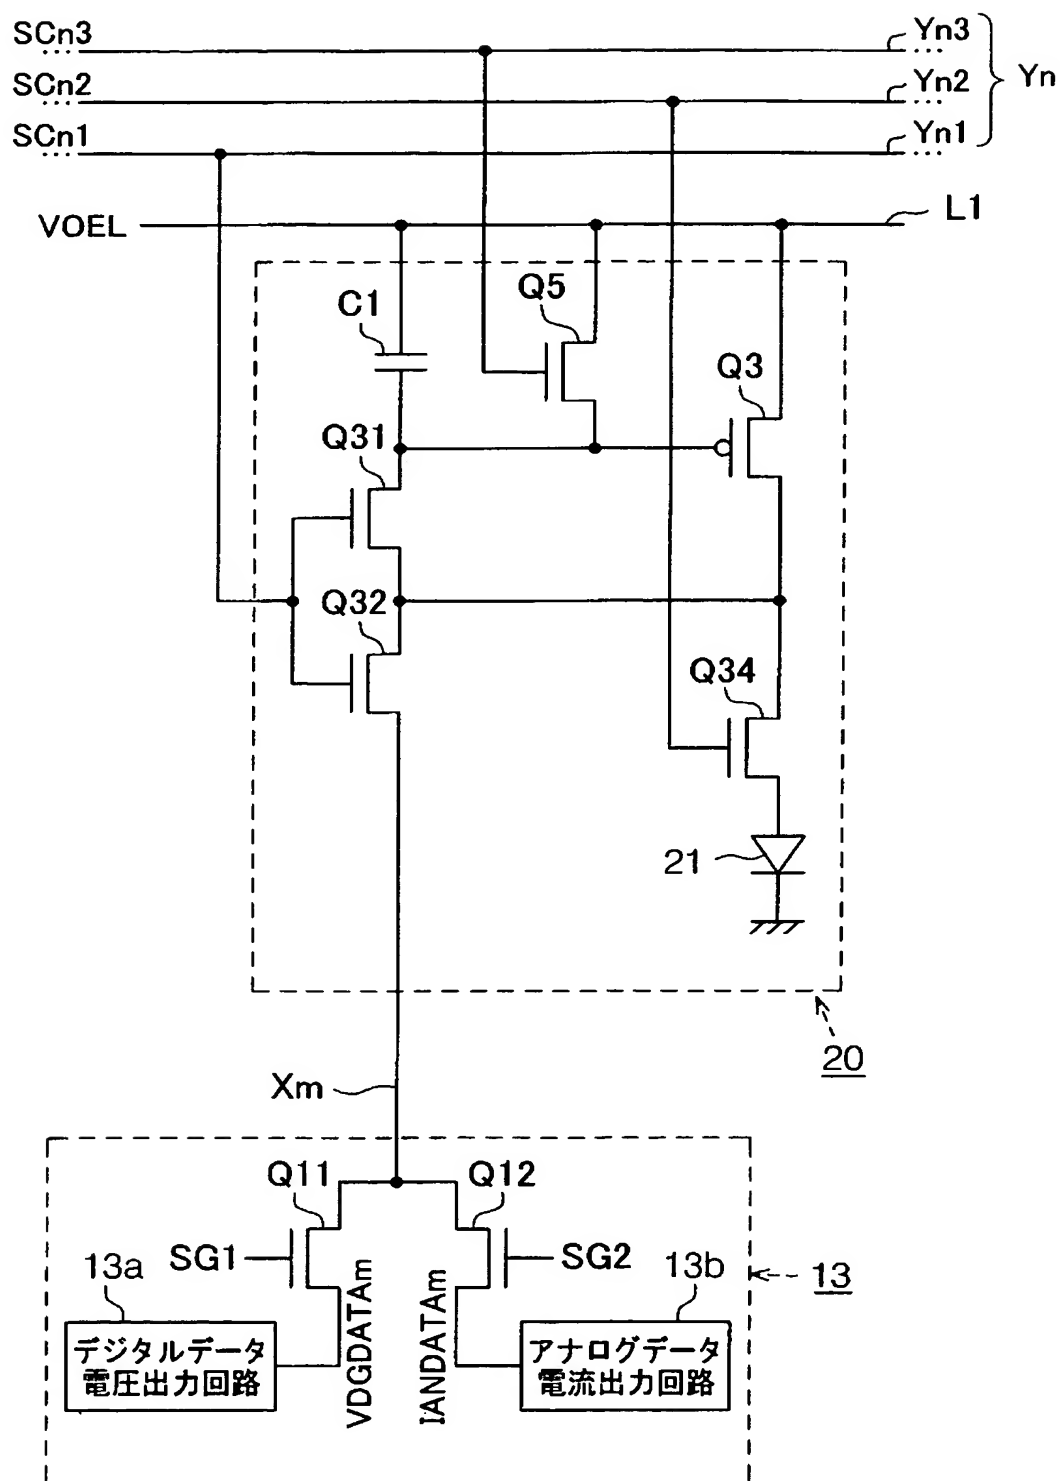 SCn3
Yn3
SCn2
Yn2
Yn
SCn1
Yn1
VOEL
L1
C1
Q5
Q3
Q31
Q32
Q34
21
20
Xm
Q11
Q12
SG1
SG2
13a
13b
13
VDGDATAm
IANDATAm
デジタルデータ
電圧出力回路
アナログデータ
電流出力回路